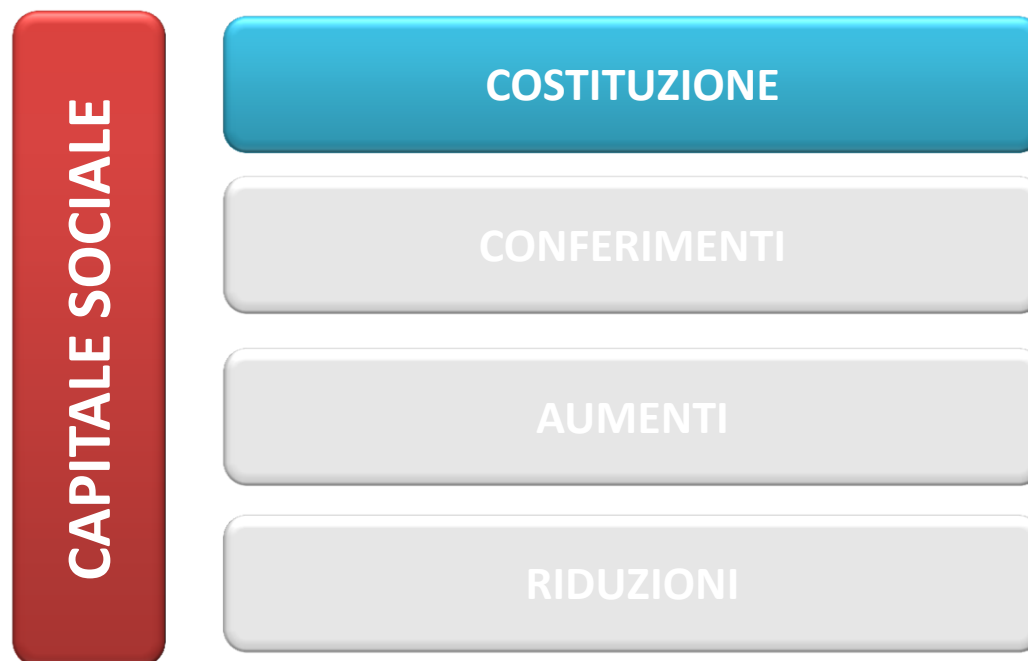 CAPITALE SOCIALE
COSTITUZIONE
CONFERIMENTI
AUMENTI
RIDUZIONI